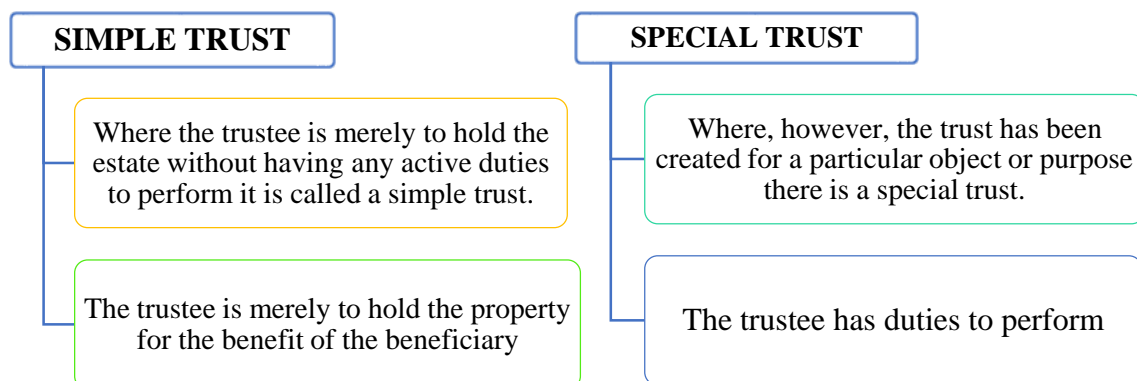 SIMPLE TRUST
Where the trustee is merely to hold the
estate without having any active duties
to perform it is called a simple trust.
The trustee is merely to hold the property
for the benefit of the beneficiary
SPECIAL TRUST
Where, however, the trust has been
created for a particular object or purpose
there is a special trust.
The trustee has duties to perform